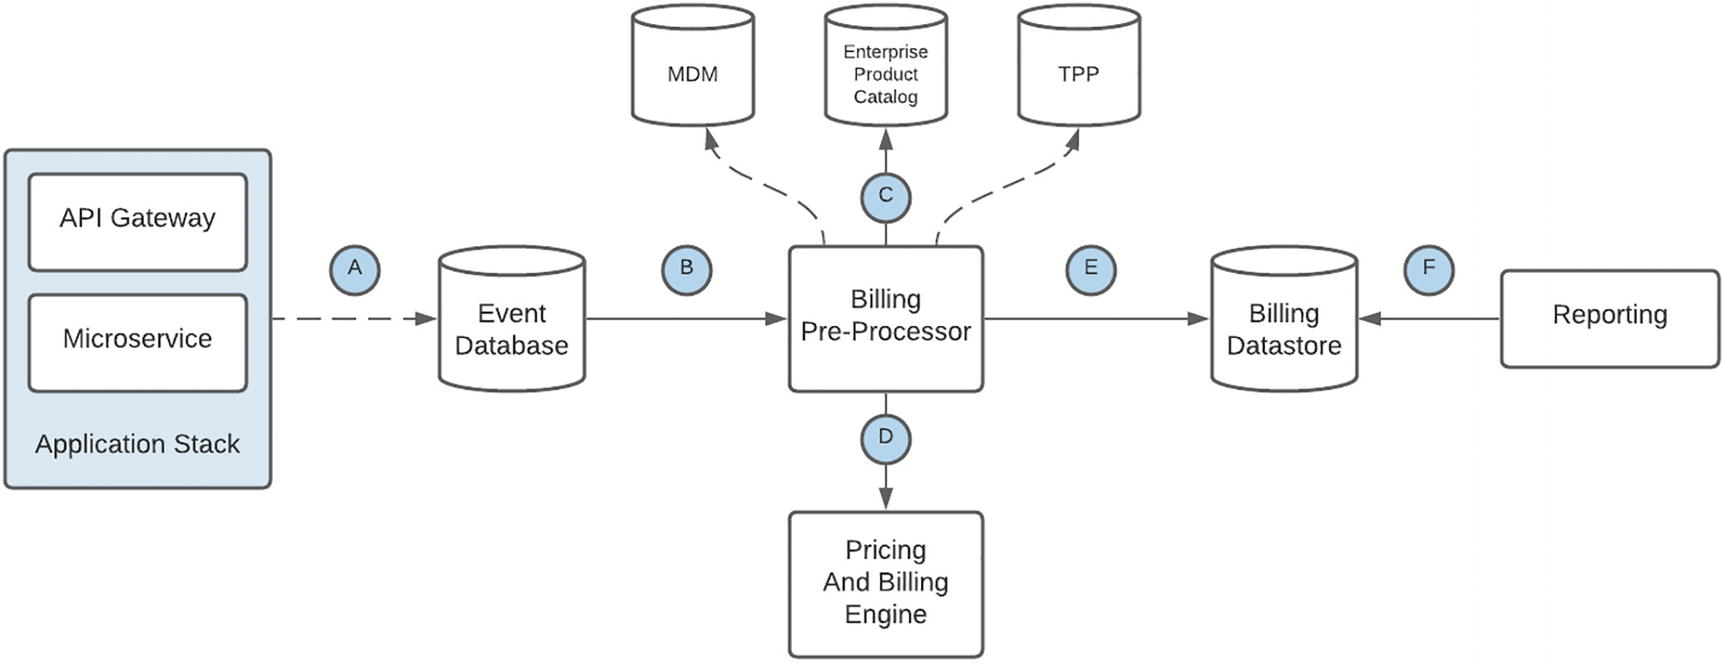 MDM
Enterprise
Product
Catalog
TPP
C
API Gateway
Microservice
Application Stack
A
Event
Database
B
Billing
Pre-Processor
E
Billing
Datastore
F
Reporting
D
Pricing
And Billing
Engine